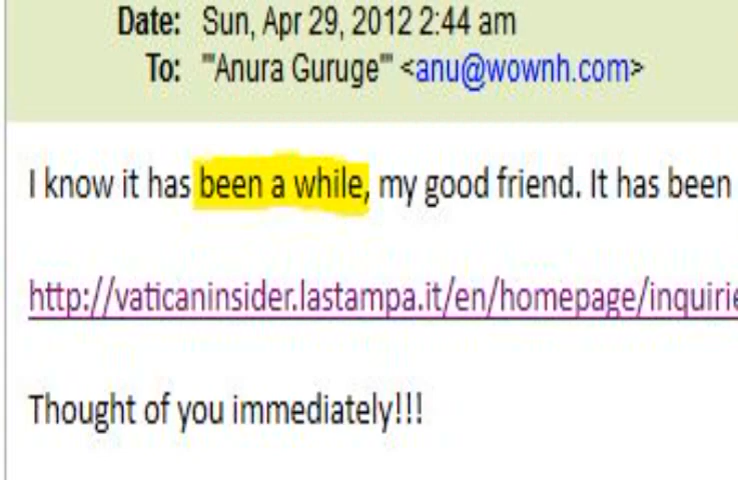 Date: Sun, Apr 29, 2012 2:44 am
To: "'Anura Guruge'" <anu@wownh.com>
I know it has been a while, my good friend. It has been
http://vaticaninsider.lastampa.it/en/homepage/inquirie
Thought of you immediately!!!